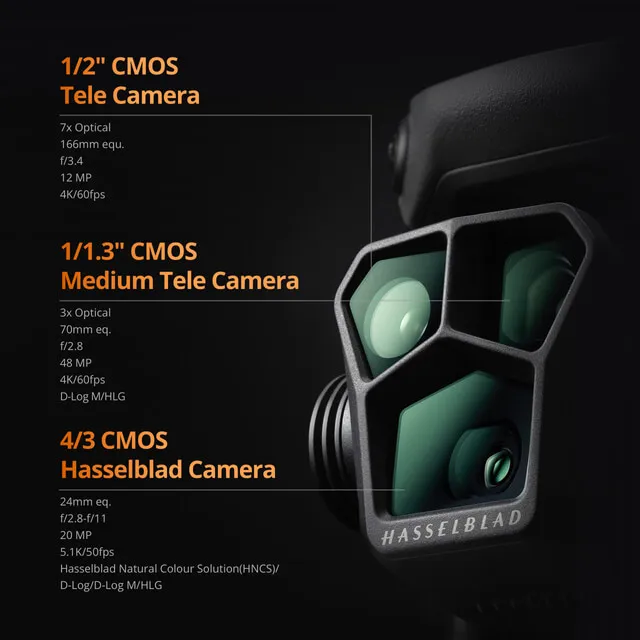 1/2" CMOS
Tele Camera
7x Optical
166mm equ.
f/3.4
12 MP
4K/60fps
1/1.3" CMOS
Medium Tele Camera
3x Optical
70mm eq.
f/2.8
48 MP
4K/60fps
D-Log M/HLG
4/3 CMOS
Hasselblad Camera
24mm eq.
f/2.8-f/11
20 MP
5.1K/50fps
Hasselblad Natural Colour Solution(HNCS)/
D-Log/D-Log M/HLG
HASSELBLAD